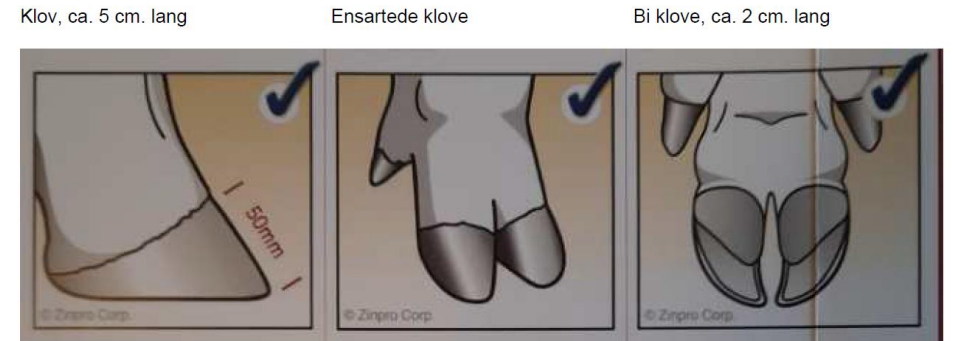 Klov, ca. 5 cm. lang
Ensartede klove
Bi klove, ca. 2 cm. lang
50mm
© Zinpro Corp.
© Zinpro Corp.
© Zinpro Corp.